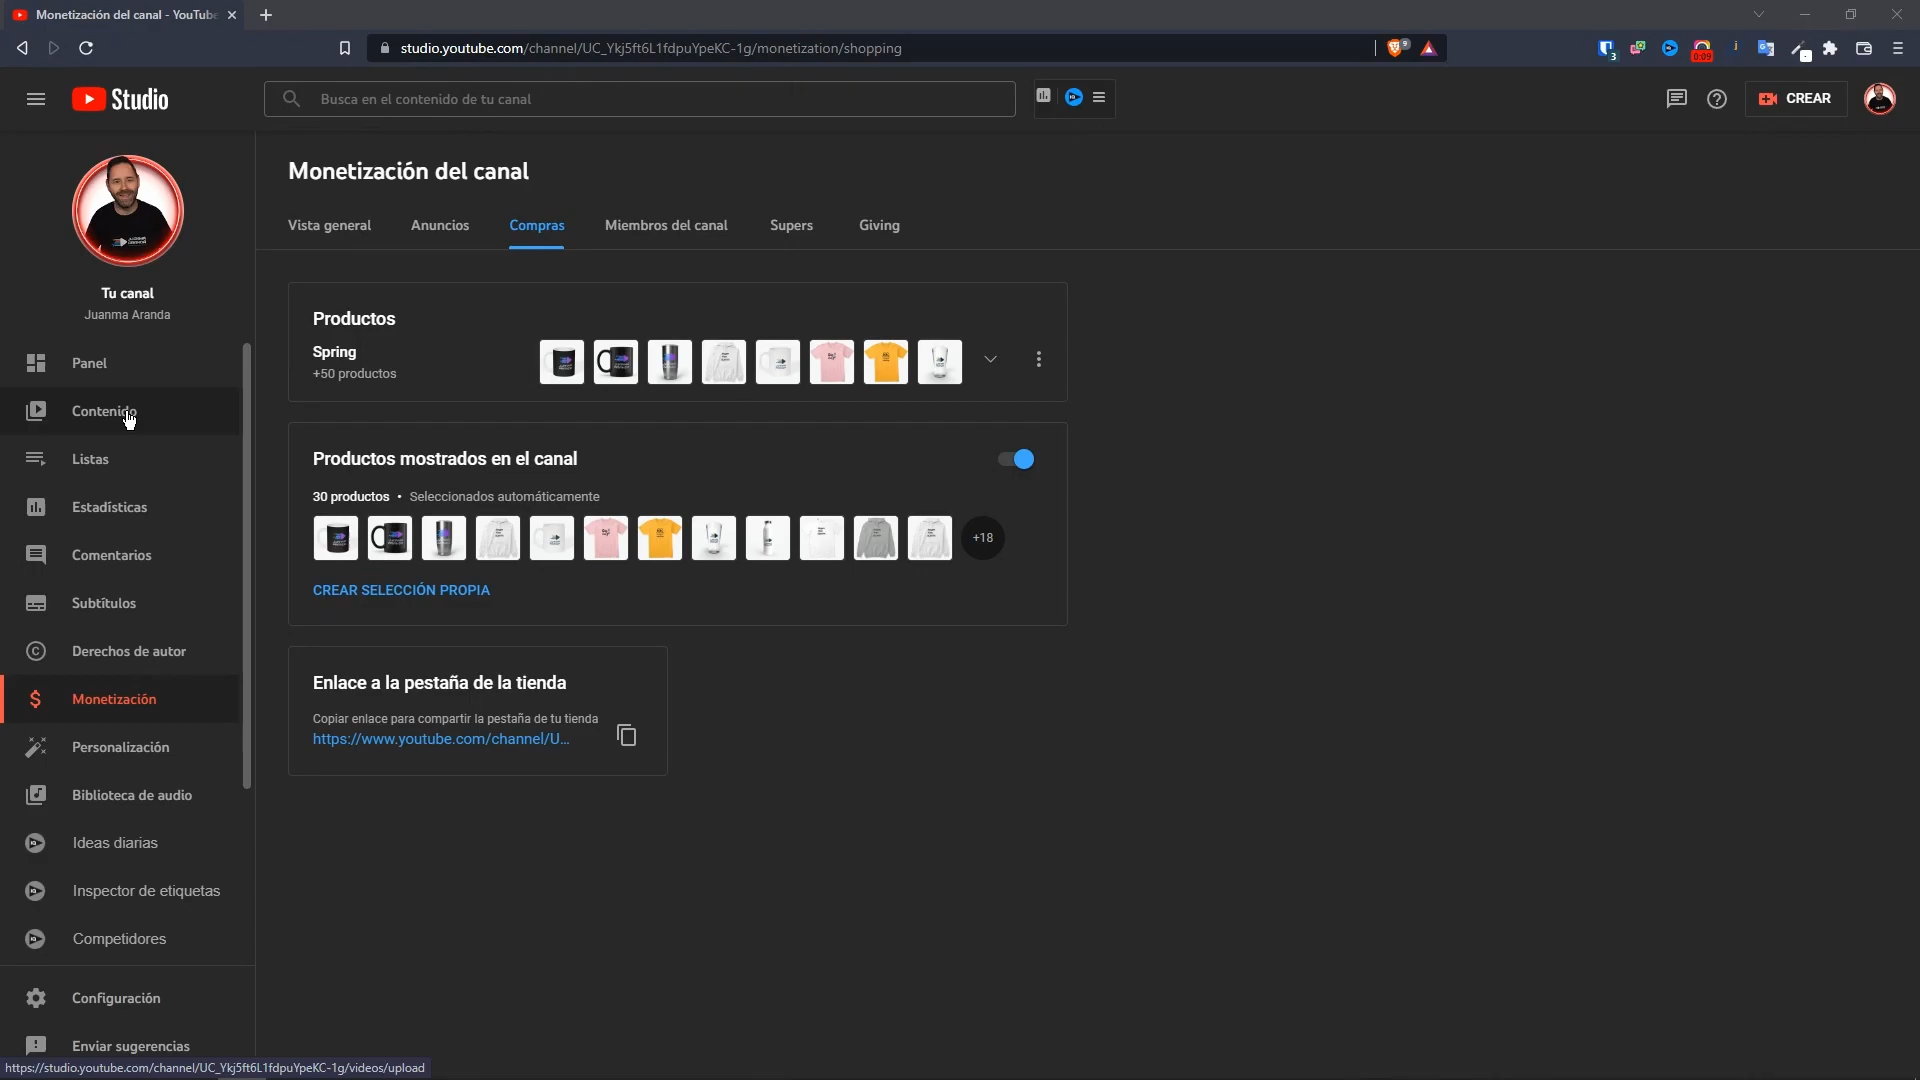 Monetización del canal - YouTube
studio.youtube.com/channel/UC_Ykj5ft6L1fdpuYpeKC-1g/monetization/shopping
9
3
0:09
j
Studio
Busca en el contenido de tu canal
CREAR
Tu canal
Juanma Aranda
Panel
Contenido
Listas
Estadísticas
Comentarios
Subtítulos
Derechos de autor
Monetización
Personalización
Biblioteca de audio
Ideas diarias
Inspector de etiquetas
Competidores
Configuración
Enviar sugerencias
Monetización del canal
Vista general
Anuncios
Compras
Miembros del canal
Supers
Giving
Productos
Spring
+50 productos
Productos mostrados en el canal
30 productos • Seleccionados automáticamente
+18
CREAR SELECCIÓN PROPIA
Enlace a la pestaña de la tienda
Copiar enlace para compartir la pestaña de tu tienda
https://www.youtube.com/channel/U...
https://studio.youtube.com/channel/UC_Ykj5ft6L1fdpuYpeKC-1g/videos/upload